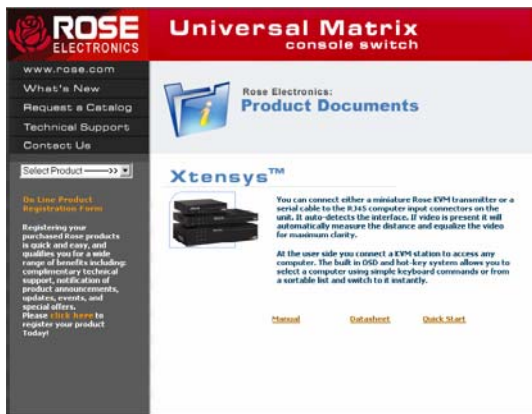 ROSE
ELECTRONICS
Universal Matrix
console switch
www.rose.com
What's New
Request a Catalog
Technical Support
Contact Us
Select Product ——>>
On Line Product
Registration Form
Registering your
purchased Rose products
is quick and easy, and
qualifies you for a wide
range of benefits including:
complimentary technical
support, notification of
product announcements,
updates, events, and
special offers.
Please click here to
register your product
Today!
Rose Electronics:
Product Documents
Xtensys™
You can connect either a miniature Rose KVM transmitter or a
serial cable to the RJ45 computer input connectors on the
unit. It auto-detects the interface. If video is present it will
automatically measure the distance and equalize the video
for maximum clarity.
At the user side you connect a KVM station to access any
computer. The built in OSD and hot-key system allows you to
select a computer using simple keyboard commands or from
a sortable list and switch to it instantly.
Manual Datasheet Quick Start